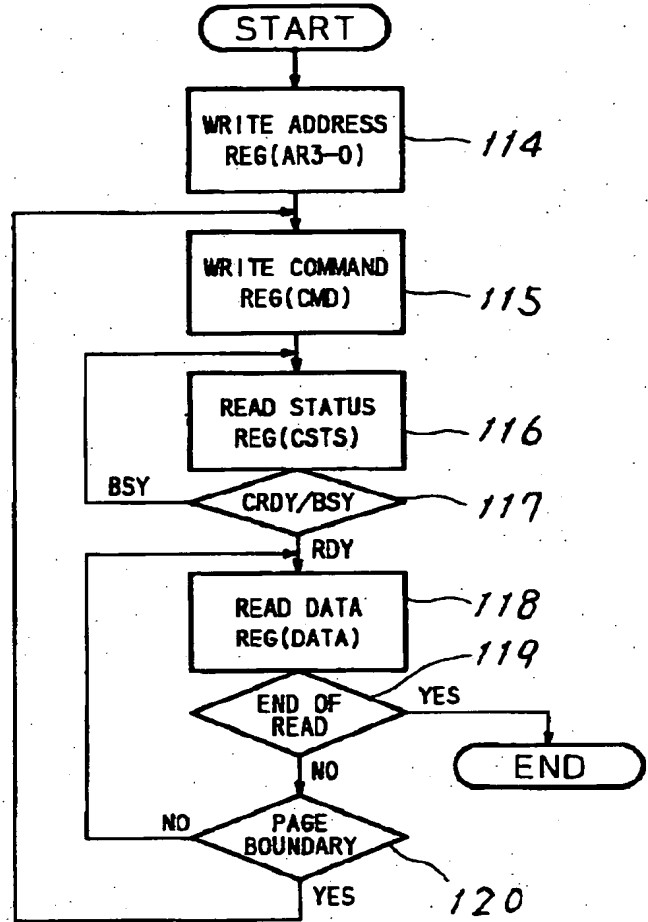 START
WRITE ADDRESS
REG(AR3-0)
114
WRITE COMMAND
REG(CMD)
115
READ STATUS
REG(CSTS)
116
BSY
CRDY/BSY
117
RDY
READ DATA
REG(DATA)
118
119
END OF
READ
YES
END
NO
NO
PAGE
BOUNDARY
YES
120